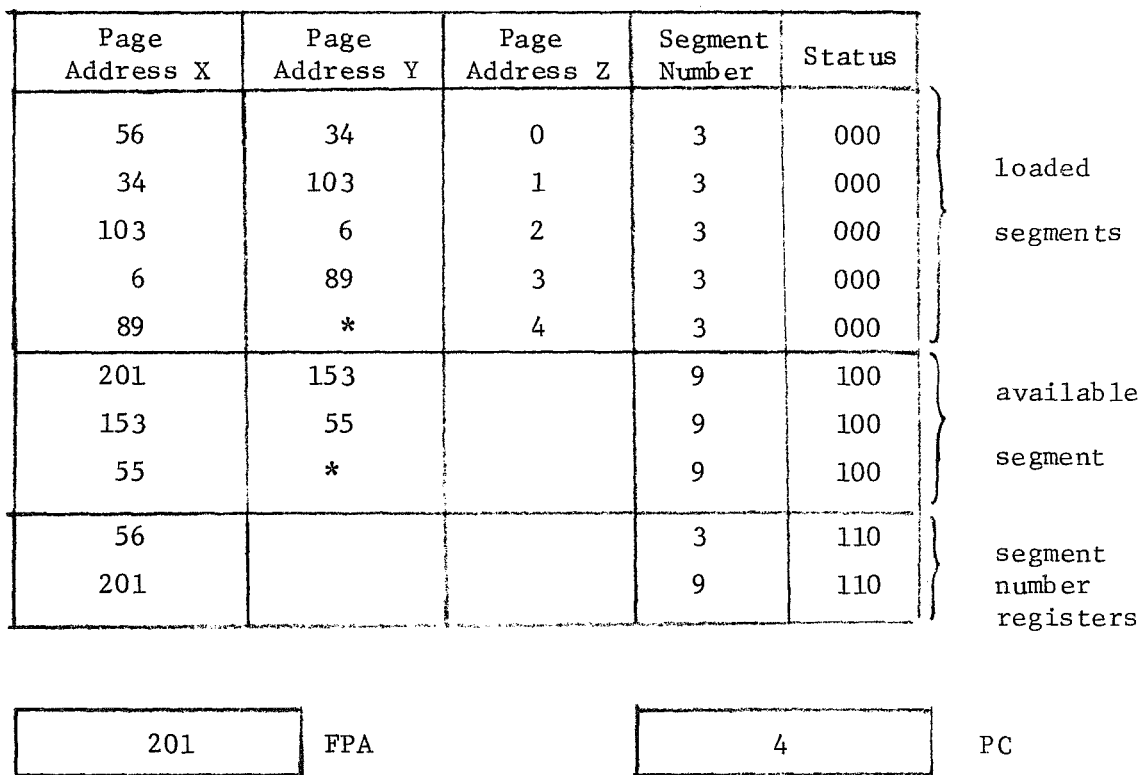 Page Address X Page Address Y Page Address Z Segment Number Status
56 34 0 3 000
34 103 1 3 000
103 6 2 3 000
6 89 3 3 000
89 * 4 3 000
loaded
segments
201 153 9 100
153 55 9 100
55 * 9 100
available
segment
56 3 110
201 9 110
segment
number
registers
201 FPA 4 PC